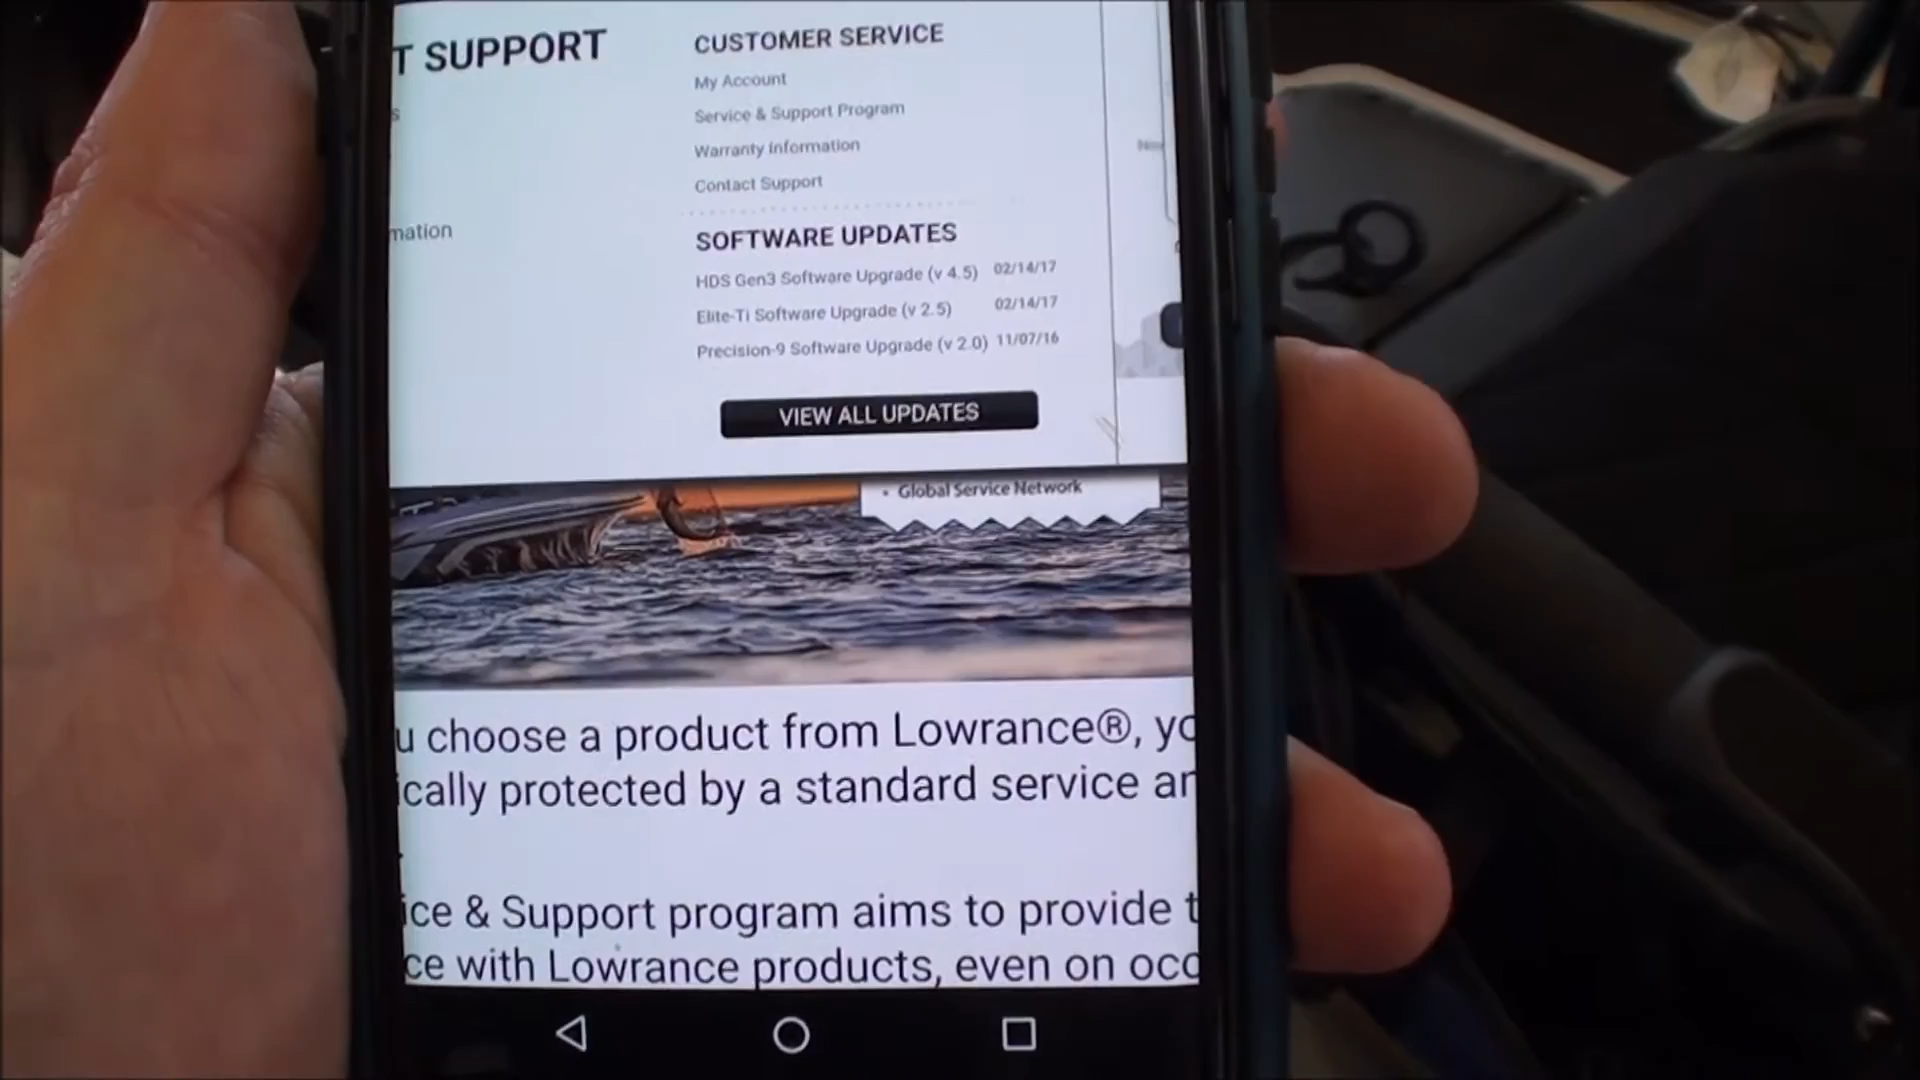 T SUPPORT
s
mation
CUSTOMER SERVICE
My Account
Service & Support Program
Warranty Information
Contact Support
SOFTWARE UPDATES
HDS Gen3 Software Upgrade (v 4.5) 02/14/17
Elite-Ti Software Upgrade (v 2.5) 02/14/17
Precision-9 Software Upgrade (v 2.0) 11/07/16
VIEW ALL UPDATES
• Global Service Network
u choose a product from Lowrance®, yo
ically protected by a standard service an
.
ice & Support program aims to provide t
ce with Lowrance products, even on occ